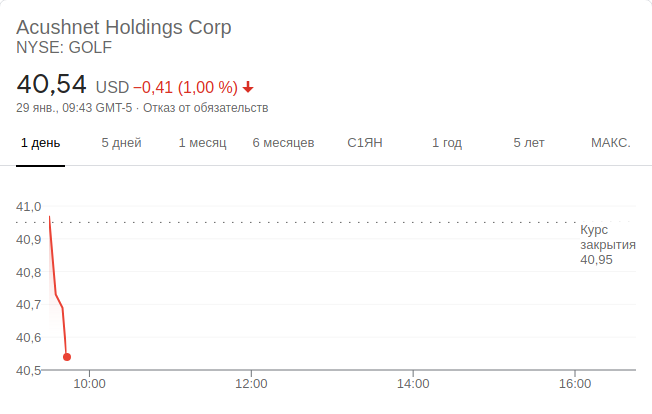 Acushnet Holdings Corp
NYSE: GOLF
40,54 USD −0,41 (1,00 %)
29 янв., 09:43 GMT-5 · Отказ от обязательств
1 день 5 дней 1 месяц 6 месяцев С1ЯН 1 год 5 лет МАКС.
41,0
40,9
40,8
40,7
40,6
40,5
Курс
закрытия
40,95
10:00 12:00 14:00 16:00